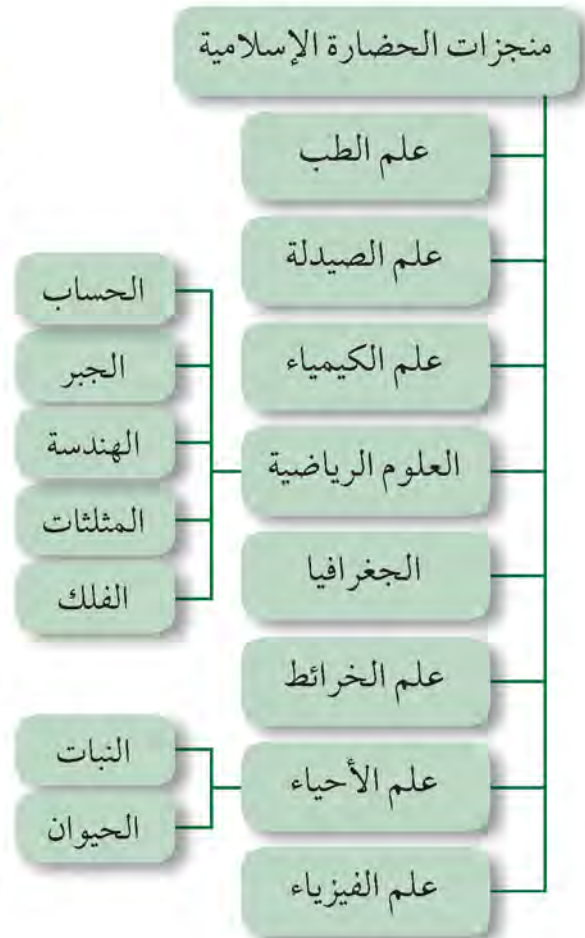 منجزات الحضارة الإسلامية
علم الطب
علم الصيدلة
علم الكيمياء
العلوم الرياضية
الحساب
الجبر
الهندسة
المثلثات
الفلك
الجغرافيا
علم الخرائط
علم الأحياء
النبات
الحيوان
علم الفيزياء